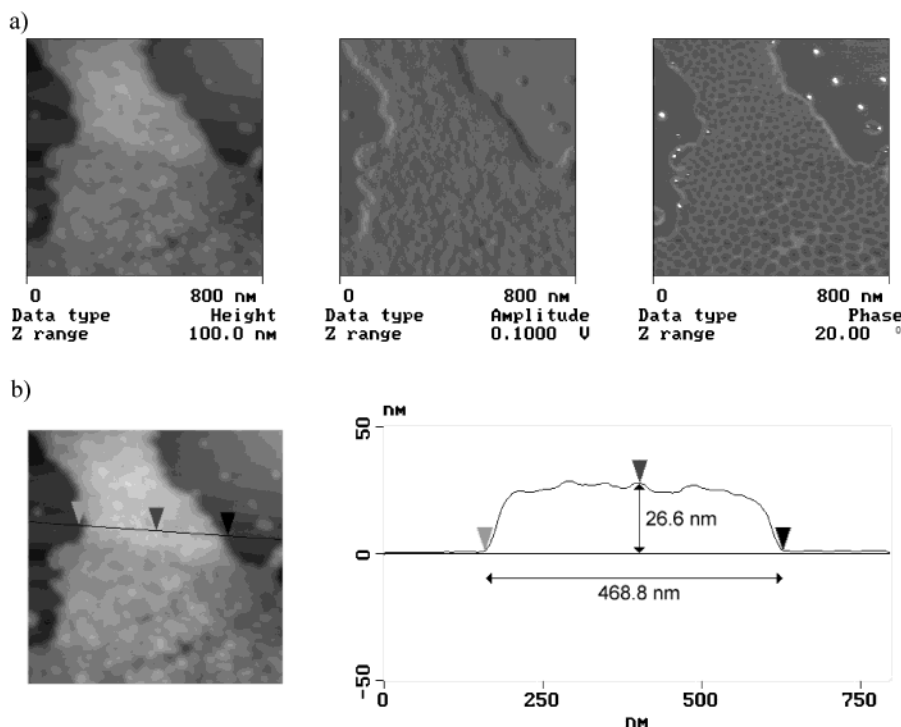 a)
0 800 nm
Data type Height
Z range 100.0 nm
0 800 nm
Data type Amplitude
Z range 0.1000 V
0 800 nm
Data type Phase
Z range 20.00 °
b)
nm
50
0
-50
26.6 nm
468.8 nm
0 250 500 750
nm